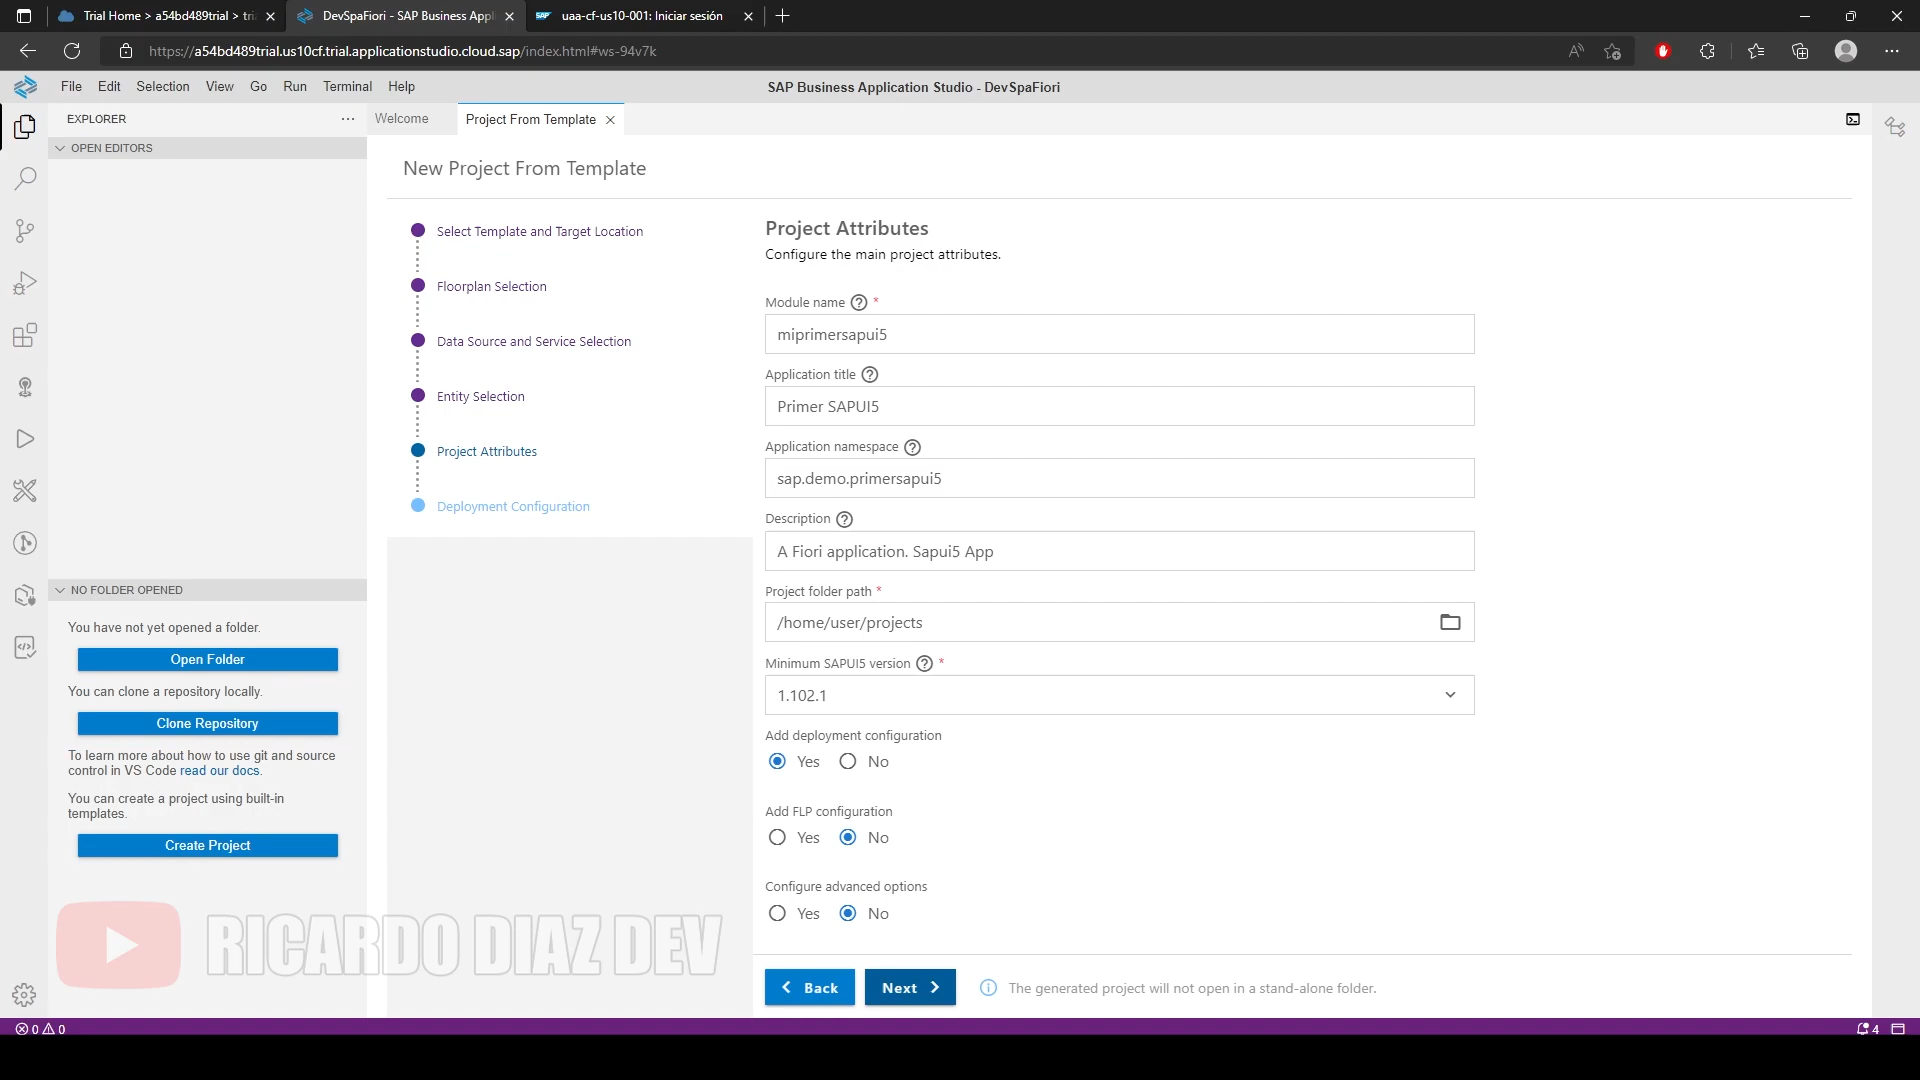 Trial Home > a54bd489trial > tri
DevSpaFiori - SAP Business Appl
SAP
uaa-cf-us10-001: Iniciar sesión
https://a54bd489trial.us10cf.trial.applicationstudio.cloud.sap/index.html#ws-94v7k
File Edit Selection View Go Run Terminal Help
SAP Business Application Studio - DevSpaFiori
EXPLORER
Welcome
Project From Template
OPEN EDITORS
New Project From Template
Select Template and Target Location
Floorplan Selection
Data Source and Service Selection
Entity Selection
Project Attributes
Deployment Configuration
Project Attributes
Configure the main project attributes.
Module name *
miprimersapui5
Application title
Primer SAPUI5
Application namespace
sap.demo.primersapui5
Description
A Fiori application. Sapui5 App
Project folder path *
/home/user/projects
Minimum SAPUI5 version *
1.102.1
Add deployment configuration
Yes No
Add FLP configuration
Yes No
Configure advanced options
Yes No
NO FOLDER OPENED
You have not yet opened a folder.
Open Folder
You can clone a repository locally.
Clone Repository
To learn more about how to use git and source
control in VS Code read our docs.
You can create a project using built-in
templates.
Create Project
RICARDO DIAZ DEV
Back
Next
The generated project will not open in a stand-alone folder.
0 0
4